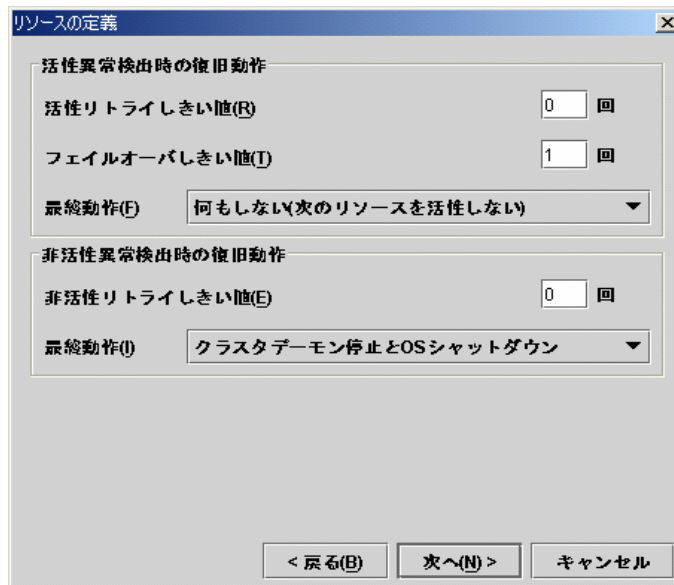 リソースの定義
活性異常検出時の復旧動作
活性リトライしきい値(R) 0 回
フェイルオーバしきい値(T) 1 回
最終動作(F) 何もしない(次のリソースを活性しない)
非活性異常検出時の復旧動作
非活性リトライしきい値(E) 0 回
最終動作(I) クラスタデーモン停止とOSシャットダウン
< 戻る(B) 次へ(N) > キャンセル